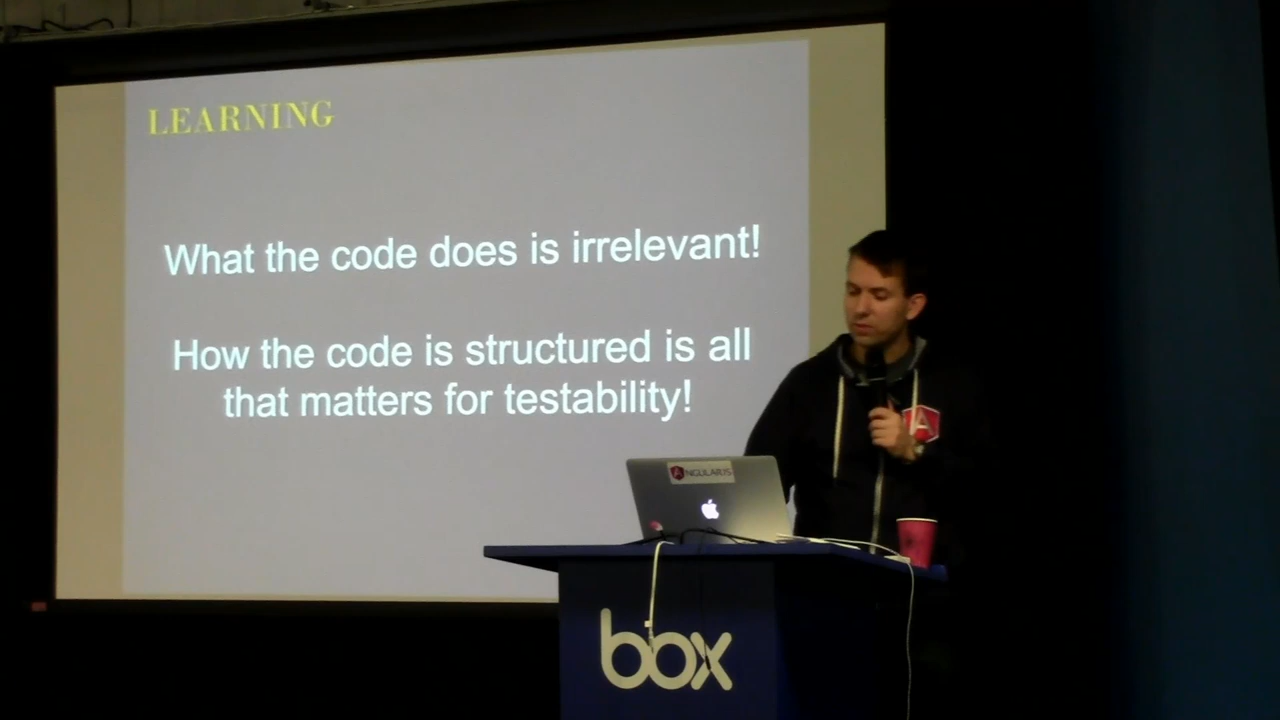 LEARNING
What the code does is irrelevant!
How the code is structured is all
that matters for testability!
A
ANGULARJS
box